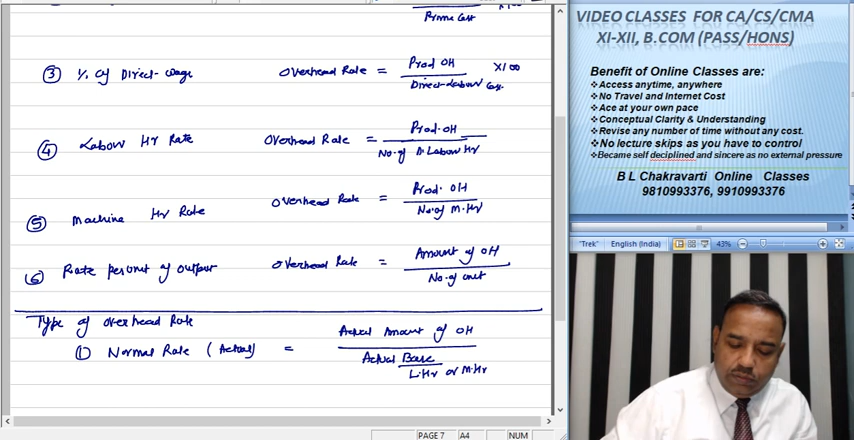 Prime Cost
③ % of Direct-wage Overhead Rate = Prod OH / Direct-Labour Cost X100
④ Labour Hr Rate Overhead Rate = Prod. OH / No. of D. Labour Hr
⑤ Machine Hr Rate Overhead Rate = Prod. OH / No. of M. Hr
⑥ Rate per unit of output Overhead Rate = Amount of OH / No. of unit
Type of overhead Rate
① Normal Rate (Actual) = Actual Amount of OH / Actual Base
L.Hr or M.Hr
VIDEO CLASSES FOR CA/CS/CMA
XI-XII, B.COM (PASS/HONS)
Benefit of Online Classes are:
❖Access anytime, anywhere
❖No Travel and Internet Cost
❖Ace at your own pace
❖Conceptual Clarity & Understanding
❖Revise any number of time without any cost.
❖No lecture skips as you have to control
❖Became self deciplined and sincere as no external pressure
B L Chakravarti Online Classes
9810993376, 9910993376
"Trek" English (India) 43%
PAGE 7 A4 NUM